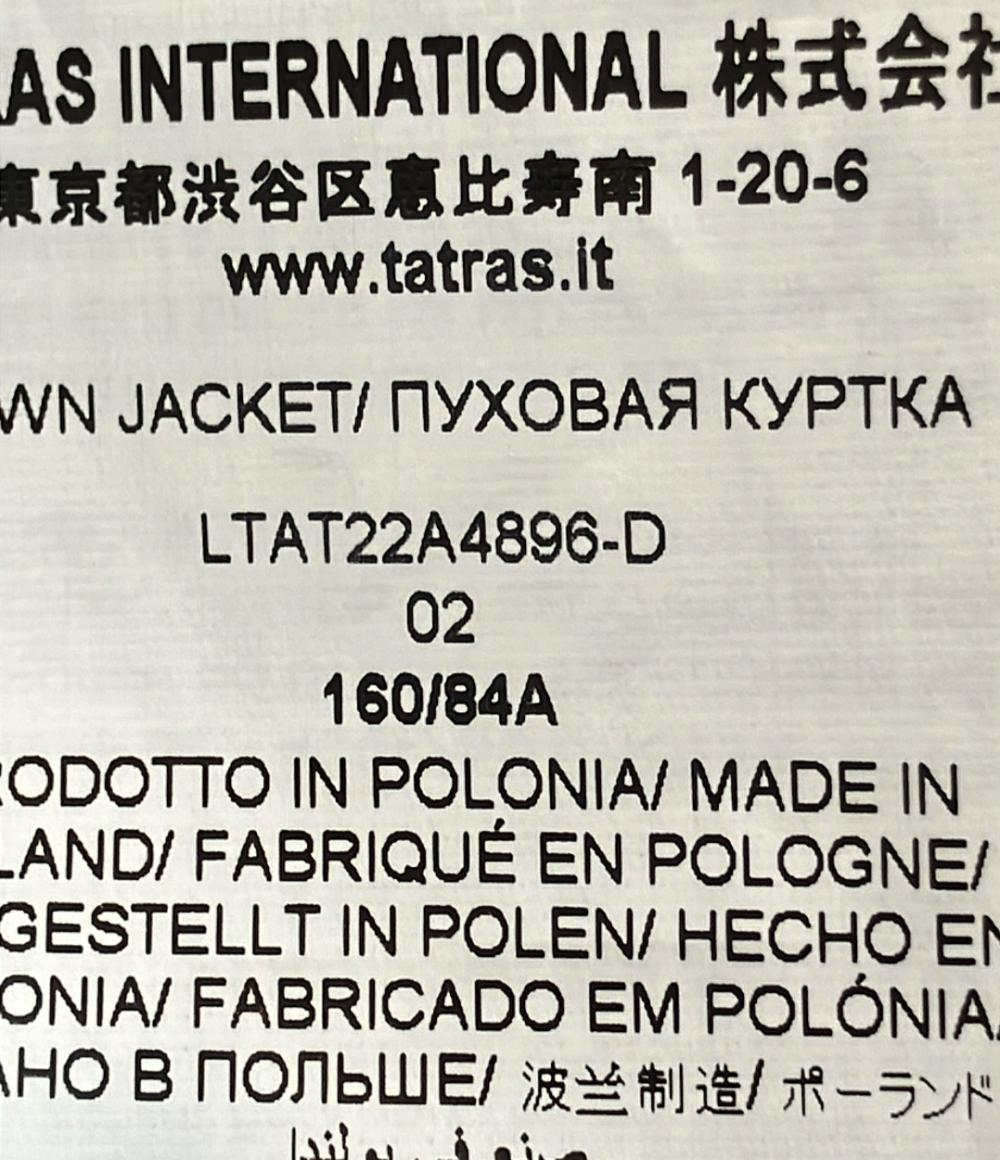 AS INTERNATIONAL 株式会社
東京都渋谷区恵比寿南 1-20-6
www.tatras.it
WN JACKET/ ПУХОВАЯ КУРТКА
LTAT22A4896-D
02
160/84A
RODOTTO IN POLONIA/ MADE IN
LAND/ FABRIQUÉ EN POLOGNE/
GESTELLT IN POLEN/ HECHO EN
ONIA/ FABRICADO EM POLÓNIA/
АНО В ПОЛЬШЕ/ 波兰制造/ ポーランド